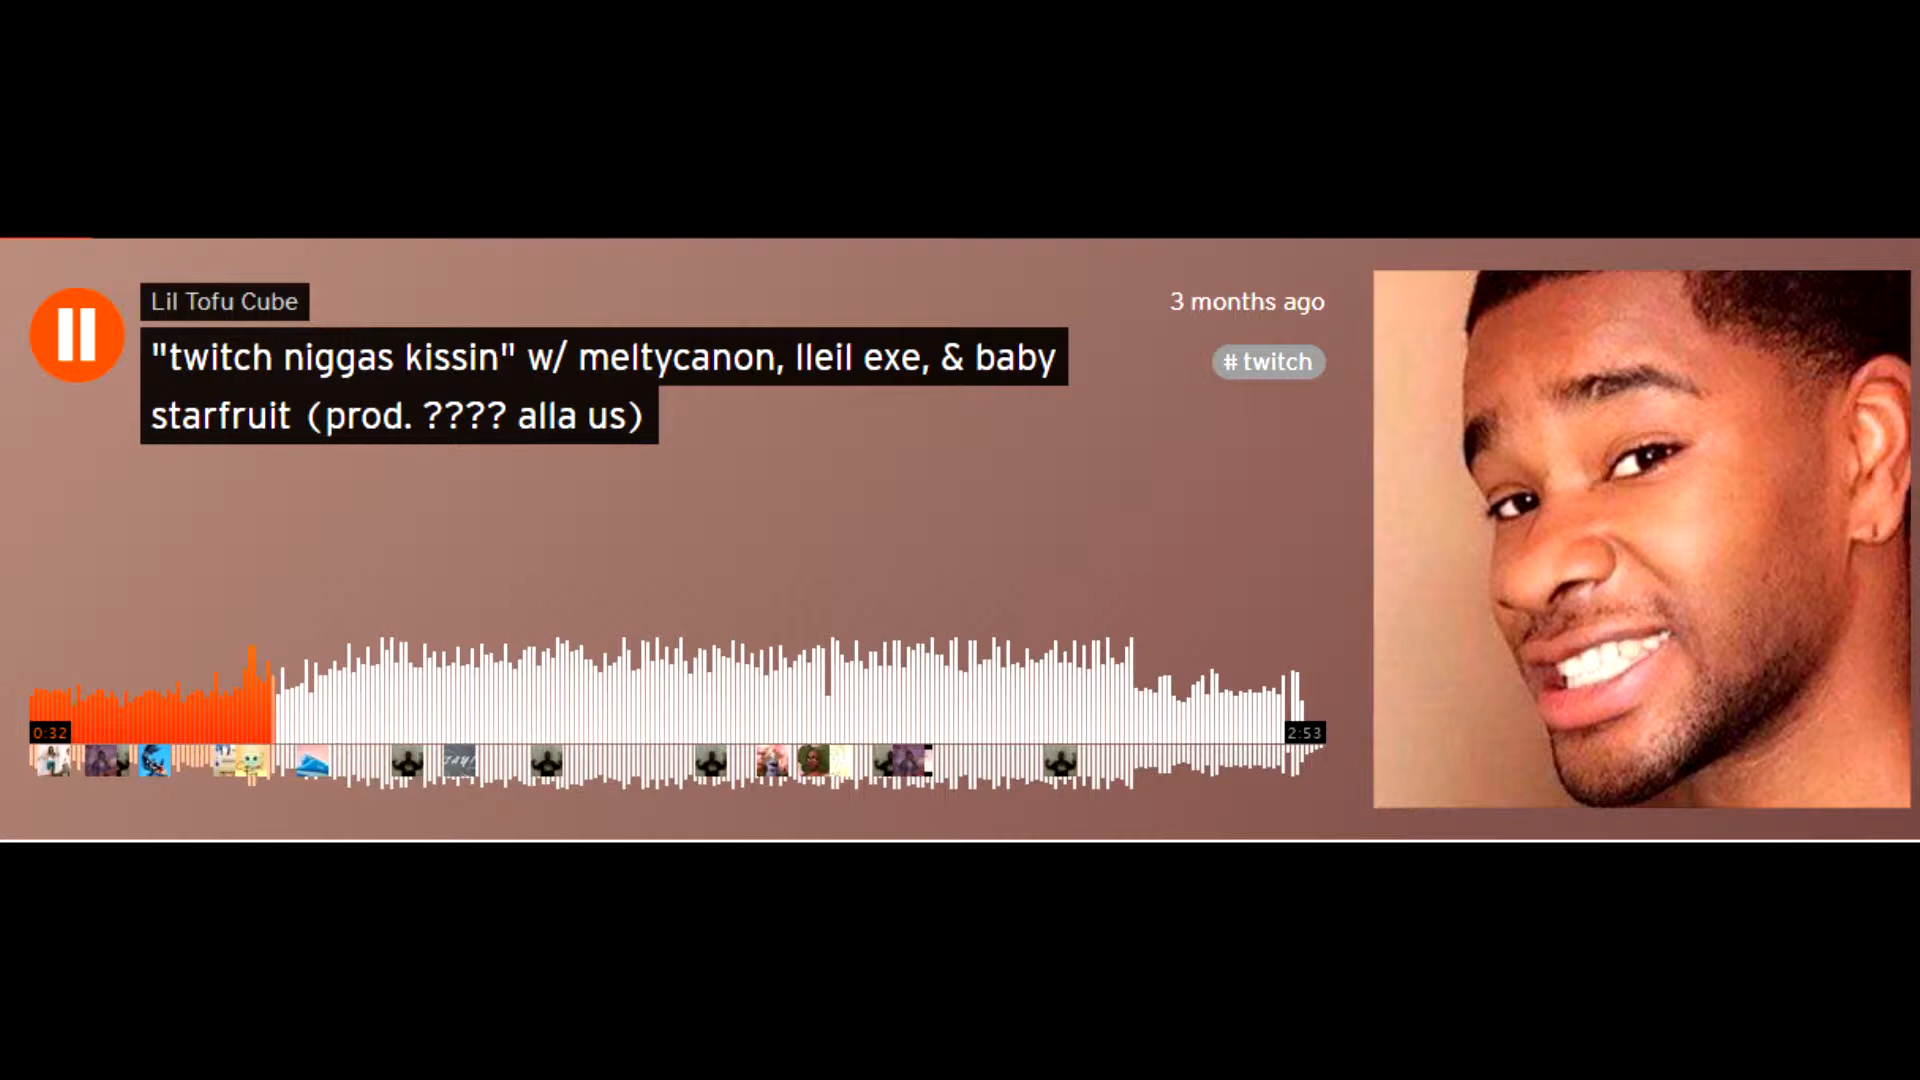 Lil Tofu Cube
3 months ago
"twitch niggas kissin" w/ meltycanon, lleil exe, & baby
starfruit (prod. ???? alla us)
# twitch
0:32
2:53